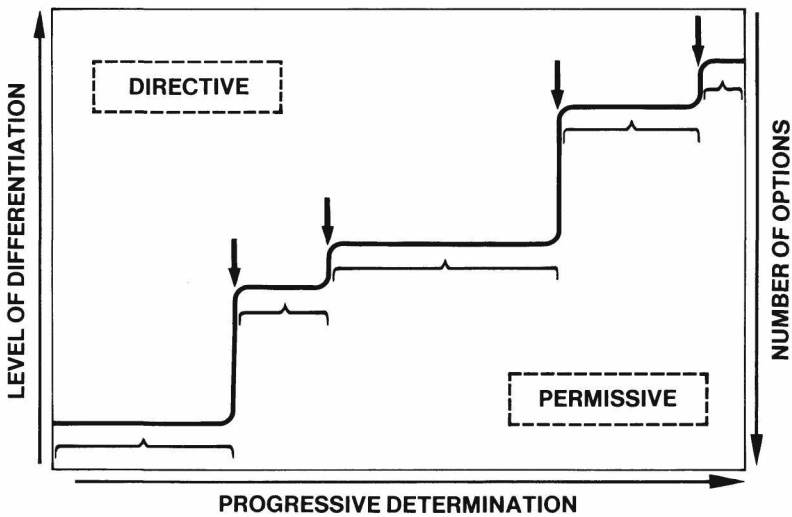 DIRECTIVE
LEVEL OF DIFFERENTIATION
NUMBER OF OPTIONS
PERMISSIVE
PROGRESSIVE DETERMINATION